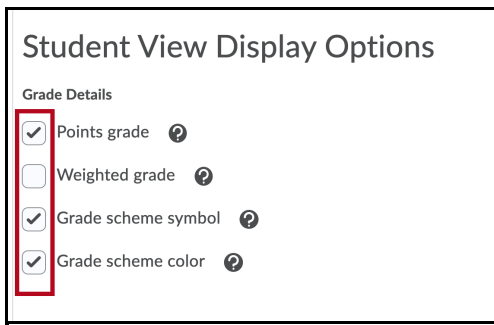 Student View Display Options
Grade Details
Points grade
Weighted grade
Grade scheme symbol
Grade scheme color